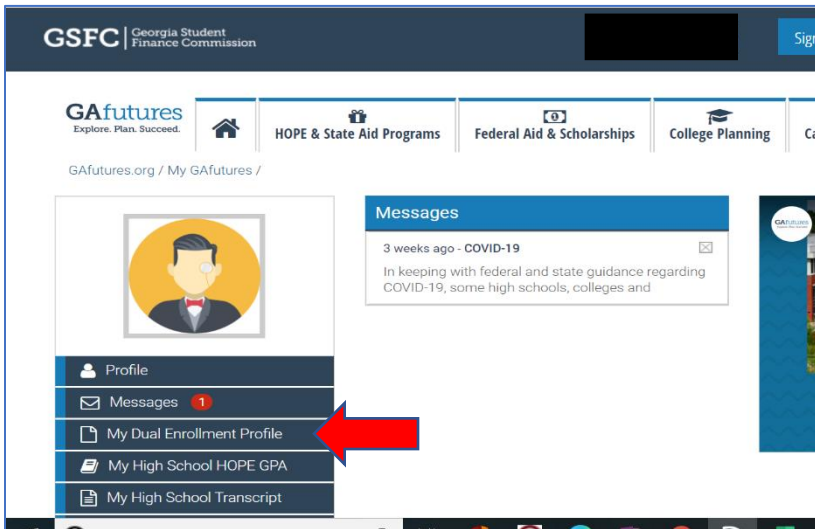 GSFC Georgia Student
Finance Commission
Sign
GAfutures
Explore. Plan. Succeed.
HOPE & State Aid Programs
Federal Aid & Scholarships
College Planning
GAfutures.org / My GAfutures /
Messages
3 weeks ago - COVID-19
In keeping with federal and state guidance regarding
COVID-19, some high schools, colleges and
GAfutures
Profile
Messages 1
My Dual Enrollment Profile
My High School HOPE GPA
My High School Transcript